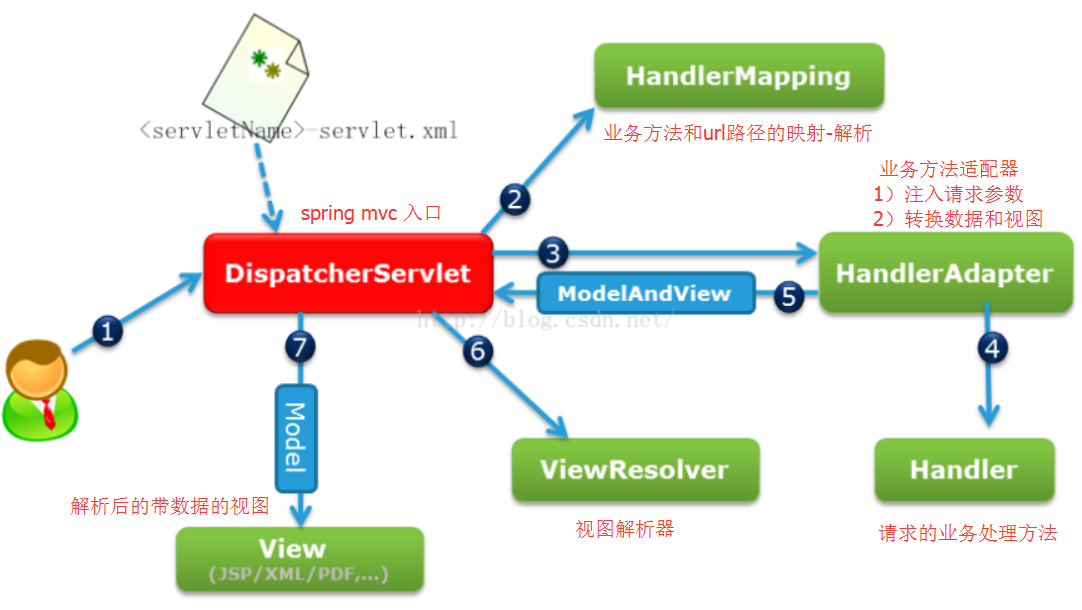 HandlerMapping
<servletName>-servlet.xml
业务方法和url路径的映射-解析
业务方法适配器
1）注入请求参数
2）转换数据和视图
2
spring mvc 入口
3
DispatcherServlet
HandlerAdapter
ModelAndView
5
http://blog.csdn.net/
1
7
6
4
Model
ViewResolver
Handler
解析后的带数据的视图
视图解析器
请求的业务处理方法
View
(JSP/XML/PDF,...)